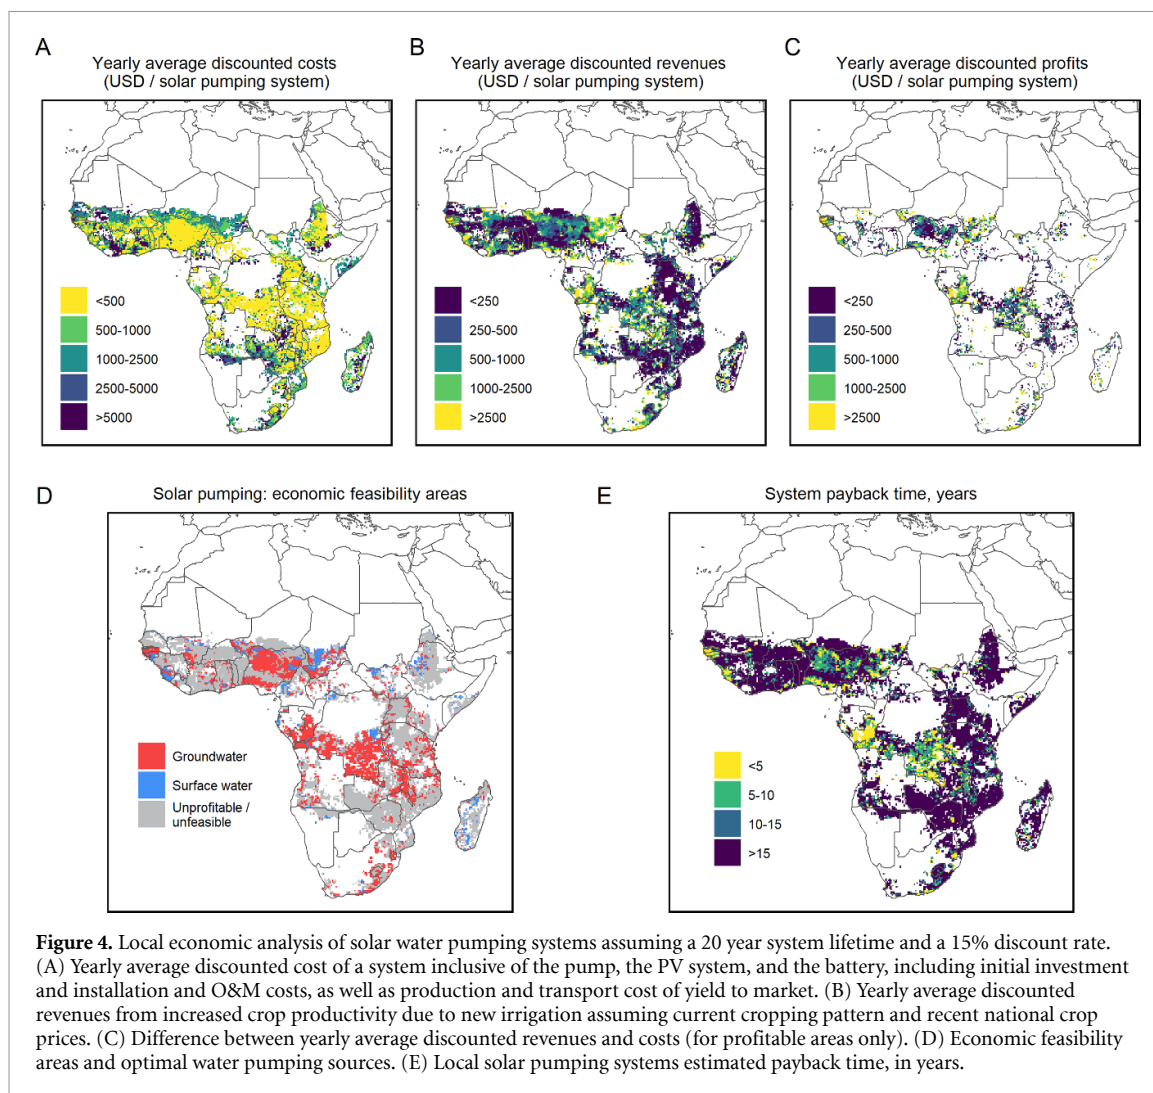 A
Yearly average discounted costs
(USD / solar pumping system)
<500
500-1000
1000-2500
2500-5000
>5000
B
Yearly average discounted revenues
(USD / solar pumping system)
<250
250-500
500-1000
1000-2500
>2500
C
Yearly average discounted profits
(USD / solar pumping system)
<250
250-500
500-1000
1000-2500
>2500
D
Solar pumping: economic feasibility areas
Groundwater
Surface water
Unprofitable /
unfeasible
E
System payback time, years
<5
5-10
10-15
>15
Figure 4. Local economic analysis of solar water pumping systems assuming a 20 year system lifetime and a 15% discount rate.
(A) Yearly average discounted cost of a system inclusive of the pump, the PV system, and the battery, including initial investment
and installation and O&M costs, as well as production and transport cost of yield to market. (B) Yearly average discounted
revenues from increased crop productivity due to new irrigation assuming current cropping pattern and recent national crop
prices. (C) Difference between yearly average discounted revenues and costs (for profitable areas only). (D) Economic feasibility
areas and optimal water pumping sources. (E) Local solar pumping systems estimated payback time, in years.